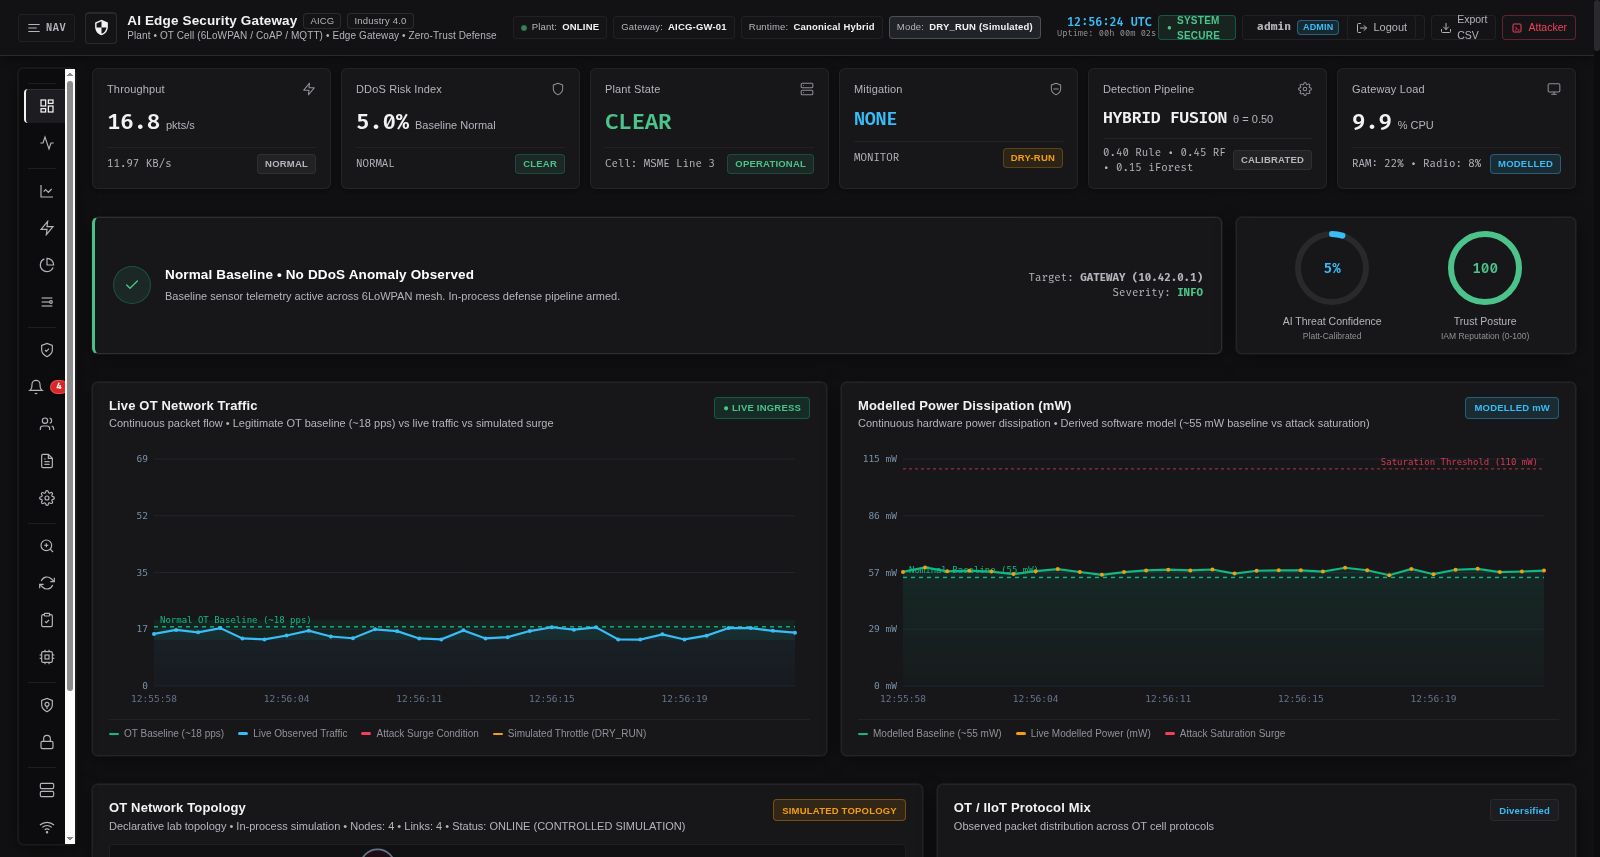 NAV
AI Edge Security Gateway AICG Industry 4.0
Plant • OT Cell (6LoWPAN / CoAP / MQTT) • Edge Gateway • Zero-Trust Defense
Plant: ONLINE
Gateway: AICG-GW-01
Runtime: Canonical Hybrid
Mode: DRY_RUN (Simulated)
12:56:24 UTC
Uptime: 00h 00m 02s
● SYSTEM SECURE
admin ADMIN
Logout
Export CSV
Attacker
Throughput
16.8 pkts/s
11.97 KB/s NORMAL
DDoS Risk Index
5.0% Baseline Normal
NORMAL CLEAR
Plant State
CLEAR
Cell: MSME Line 3 OPERATIONAL
Mitigation
NONE
MONITOR DRY-RUN
Detection Pipeline
HYBRID FUSION θ = 0.50
0.40 Rule • 0.45 RF
• 0.15 iForest
CALIBRATED
Gateway Load
9.9 % CPU
RAM: 22% • Radio: 8% MODELLED
4
Normal Baseline • No DDoS Anomaly Observed
Baseline sensor telemetry active across 6LoWPAN mesh. In-process defense pipeline armed.
Target: GATEWAY (10.42.0.1)
Severity: INFO
5%
AI Threat Confidence
Platt-Calibrated
100
Trust Posture
IAM Reputation (0-100)
Live OT Network Traffic
Continuous packet flow • Legitimate OT baseline (~18 pps) vs live traffic vs simulated surge
● LIVE INGRESS
69
52
35
17
0
Normal OT Baseline (~18 pps)
12:55:58 12:56:04 12:56:11 12:56:15 12:56:19
OT Baseline (~18 pps) Live Observed Traffic Attack Surge Condition Simulated Throttle (DRY_RUN)
Modelled Power Dissipation (mW)
Continuous hardware power dissipation • Derived software model (~55 mW baseline vs attack saturation)
MODELLED mW
115 mW
86 mW
57 mW
29 mW
0 mW
Saturation Threshold (110 mW)
Nominal Baseline (55 mW)
12:55:58 12:56:04 12:56:11 12:56:15 12:56:19
Modelled Baseline (~55 mW) Live Modelled Power (mW) Attack Saturation Surge
OT Network Topology
Declarative lab topology • In-process simulation • Nodes: 4 • Links: 4 • Status: ONLINE (CONTROLLED SIMULATION)
SIMULATED TOPOLOGY
OT / IIoT Protocol Mix
Observed packet distribution across OT cell protocols
Diversified